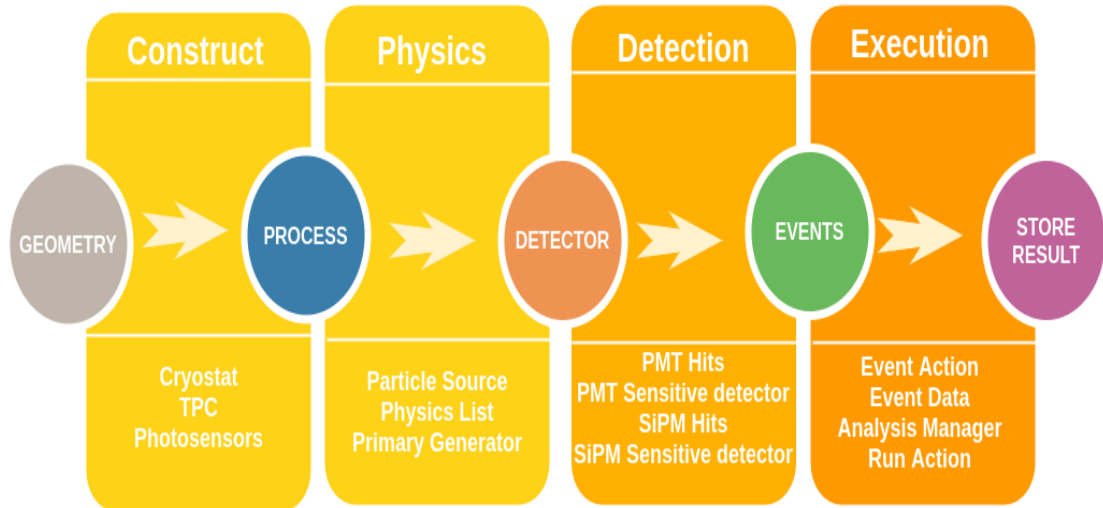 Construct
Physics
Detection
Execution
GEOMETRY
PROCESS
DETECTOR
EVENTS
STORE
RESULT
Cryostat
TPC
Photosensors
Particle Source
Physics List
Primary Generator
PMT Hits
PMT Sensitive detector
SiPM Hits
SiPM Sensitive detector
Event Action
Event Data
Analysis Manager
Run Action